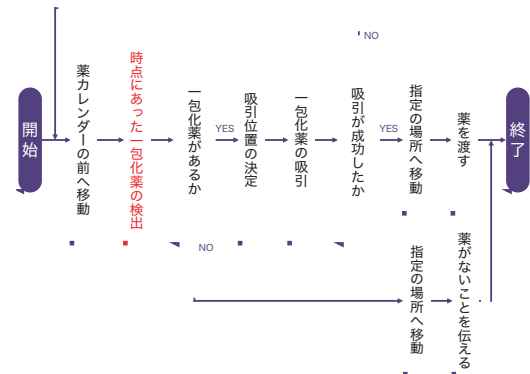 開始
薬カレンダーの前へ移動
時点にあった一包化薬の検出
一包化薬があるか
YES
吸引位置の決定
一包化薬の吸引
吸引が成功したか
YES
指定の場所へ移動
薬を渡す
終了
NO
NO
指定の場所へ移動
薬がないことを伝える